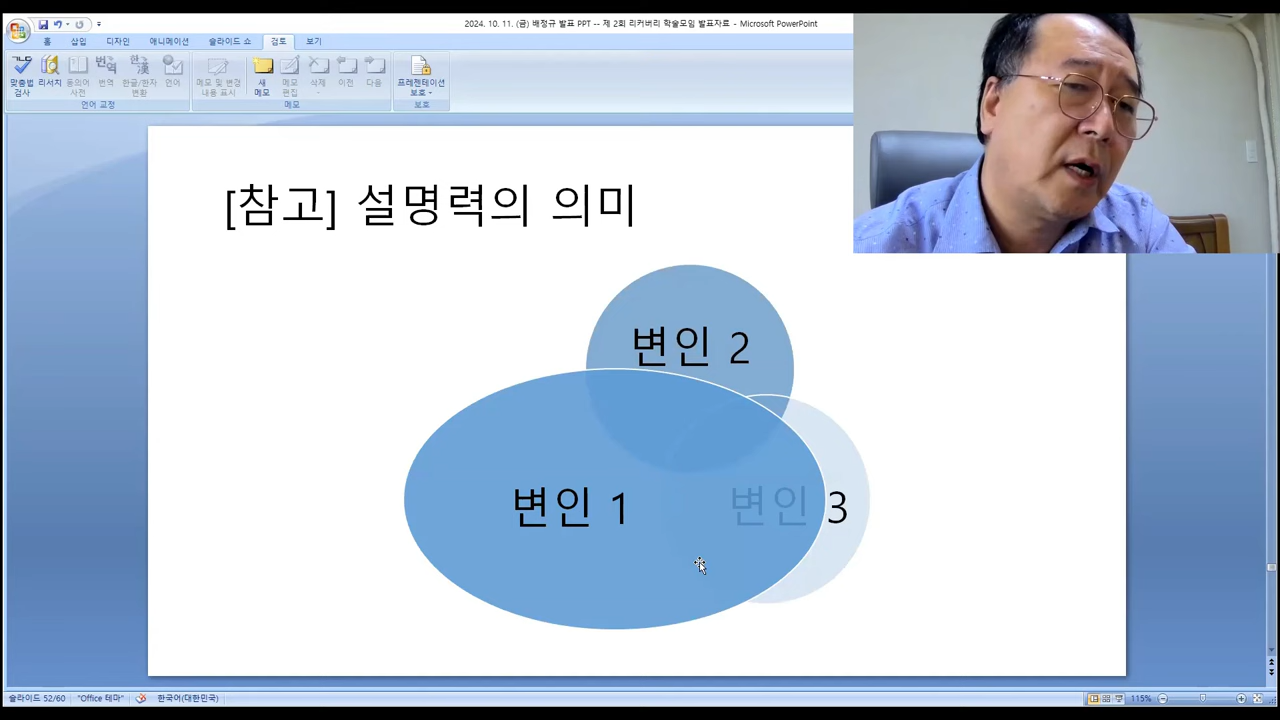 2024. 10. 11. (금) 배정규 발표 PPT -- 제 2회 리커버리 학술모임 발표자료 - Microsoft PowerPoint
홈 삽입 디자인 애니메이션 슬라이드 쇼 검토 보기
맞춤법 검사
리서치
동의어 사전
번역
한글/한자 변환
언어
메모 및 변경 내용 표시
새 메모
메모 편집
삭제
이전
다음
프레젠테이션 보호
언어 교정
메모
보호
[참고] 설명력의 의미
변인 2
변인 1
변인 3
슬라이드 52/60
"Office 테마"
한국어(대한민국)
115%